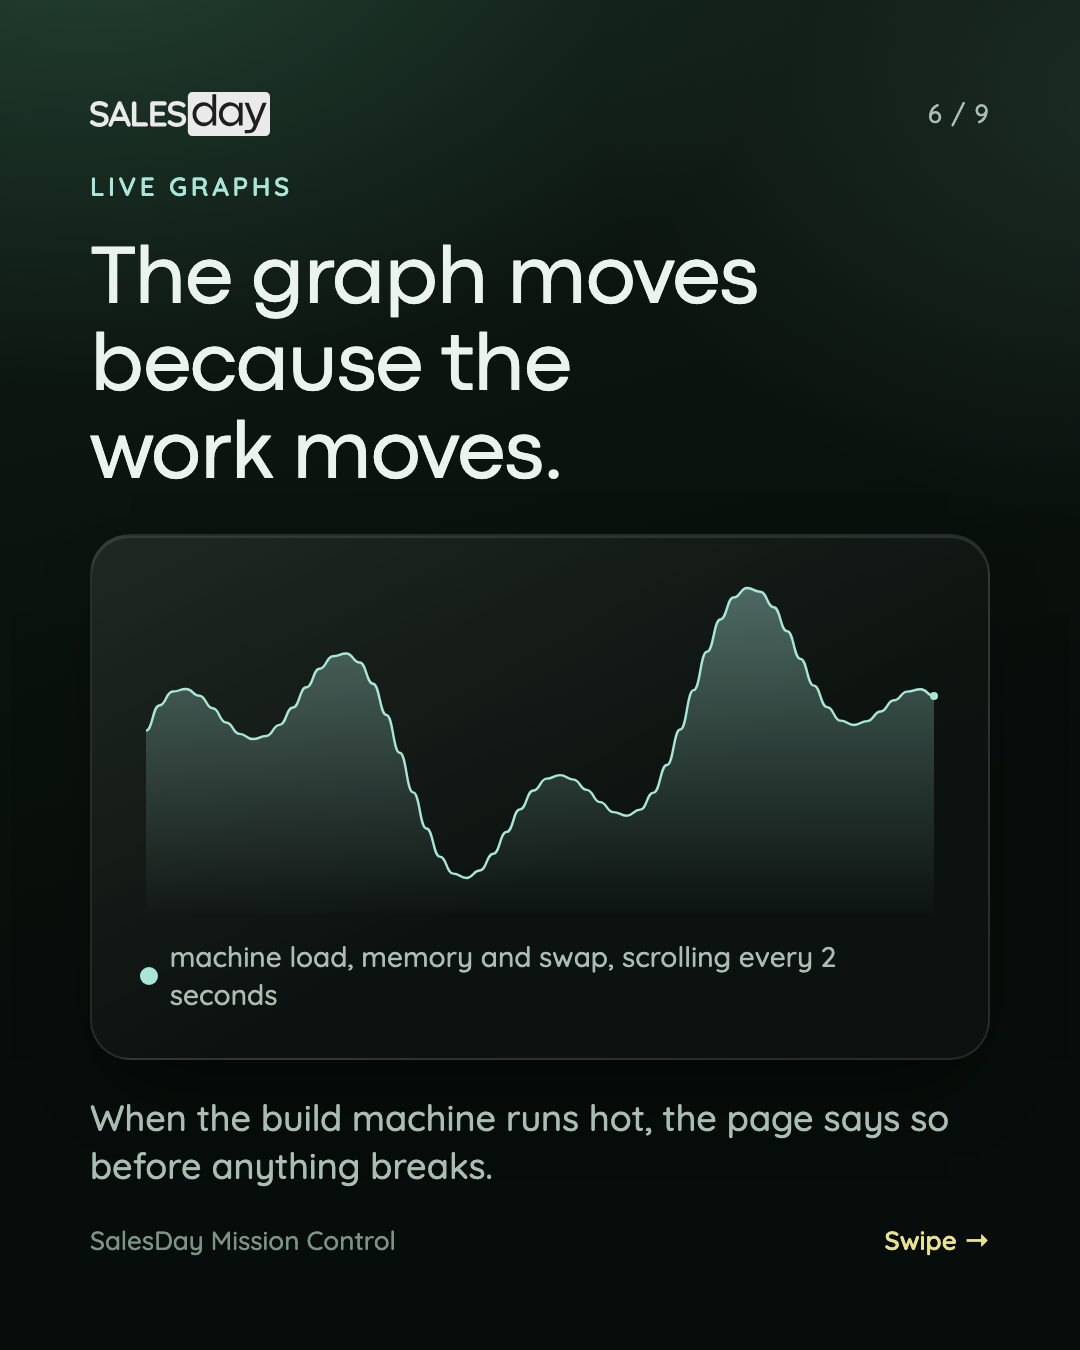 SALESday
6 / 9
LIVE GRAPHS
The graph moves
because the
work moves.
machine load, memory and swap, scrolling every 2
seconds
When the build machine runs hot, the page says so
before anything breaks.
SalesDay Mission Control
Swipe →